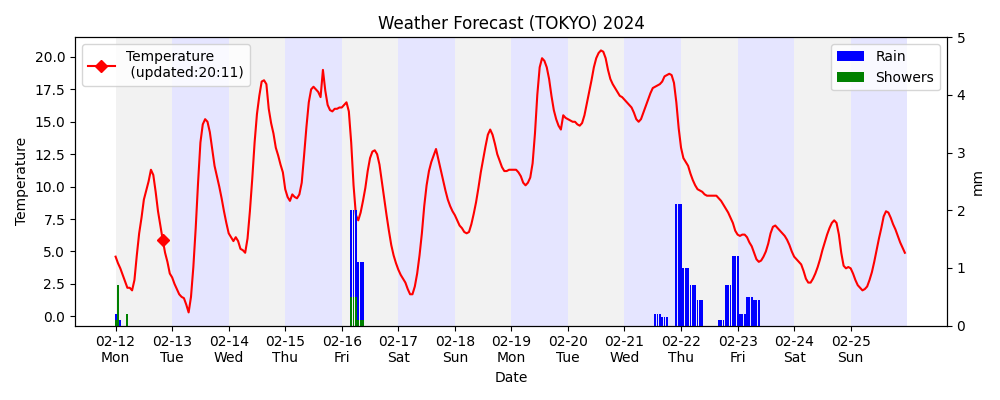 Weather Forecast (TOKYO) 2024
Temperature
(updated:20:11)
Rain
Showers
Temperature
20.0
17.5
15.0
12.5
10.0
7.5
5.0
2.5
0.0
5
4
3
2
1
0
mm
02-12 02-13 02-14 02-15 02-16 02-17 02-18 02-19 02-20 02-21 02-22 02-23 02-24 02-25
Mon Tue Wed Thu Fri Sat Sun Mon Tue Wed Thu Fri Sat Sun
Date